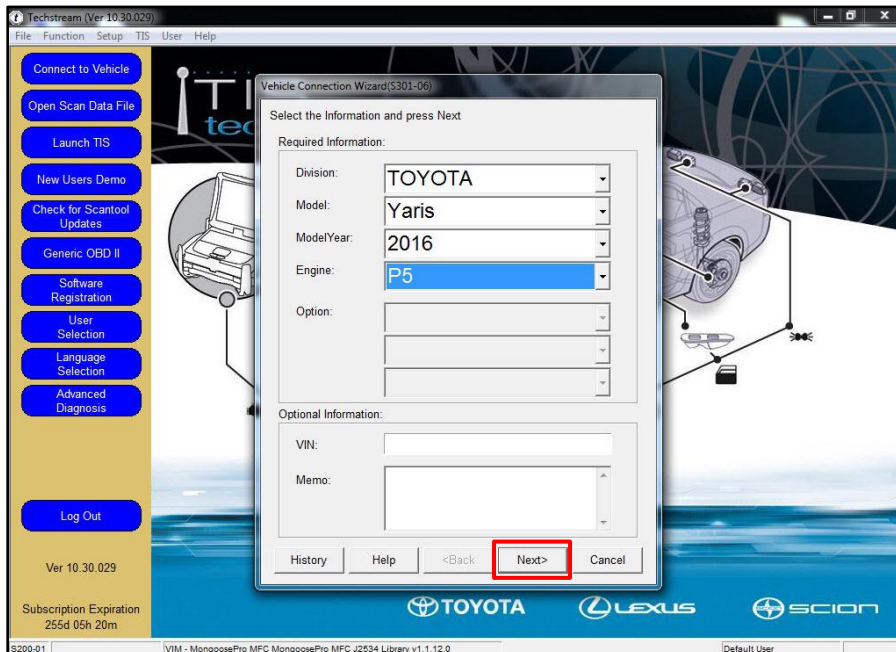 Techstream (Ver 10.30.029)
File Function Setup TIS User Help
Connect to Vehicle
Open Scan Data File
Launch TIS
New Users Demo
Check for Scantool
Updates
Generic OBD II
Software
Registration
User
Selection
Language
Selection
Advanced
Diagnosis
Log Out
Ver 10.30.029
Subscription Expiration
255d 05h 20m
Vehicle Connection Wizard(S301-06)
Select the Information and press Next
Required Information:
Division: TOYOTA
Model: Yaris
ModelYear: 2016
Engine: P5
Option:
Optional Information:
VIN:
Memo:
History Help <Back Next> Cancel
TOYOTA LEXUS SCION
S200-01 VIM - MongoosePro MFC MongoosePro MFC J2534 Library v1.1.12.0 Default User